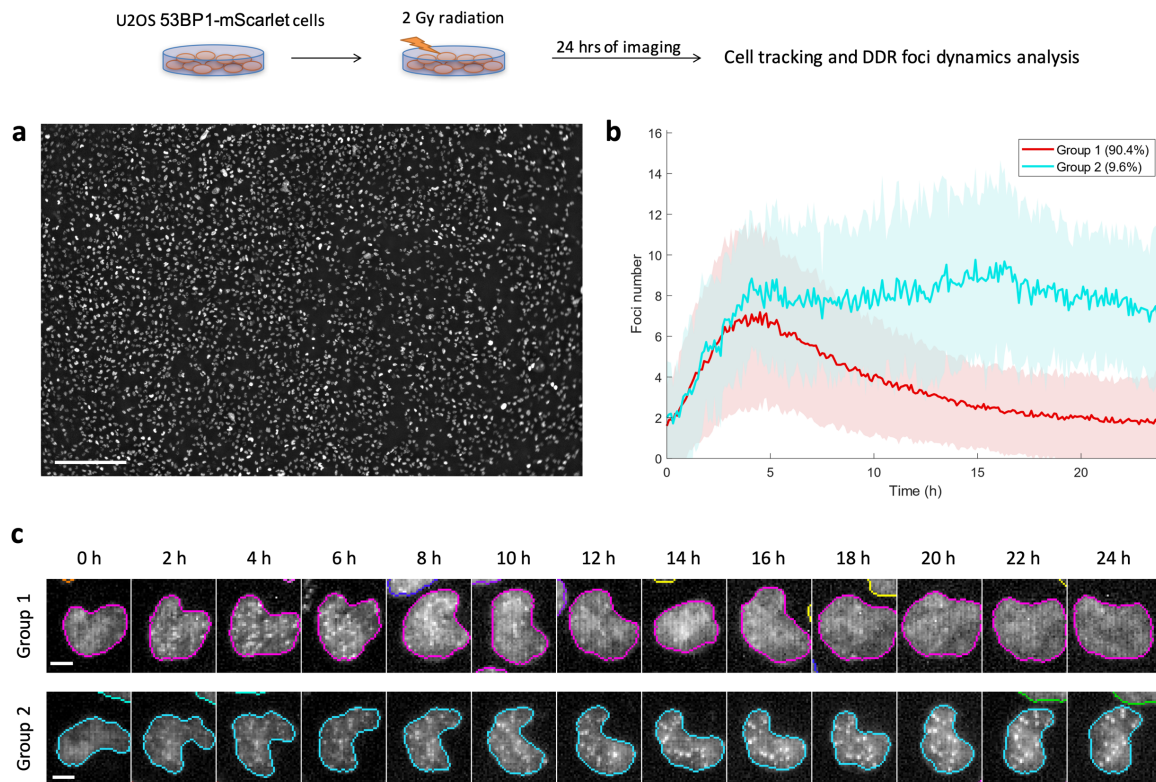 U2OS 53BP1-mScarlet cells
2 Gy radiation
24 hrs of imaging
Cell tracking and DDR foci dynamics analysis
a
b
16
14
12
10
8
6
4
2
0
Foci number
Group 1 (90.4%)
Group 2 (9.6%)
0 5 10 15 20
Time (h)
c
0 h 2 h 4 h 6 h 8 h 10 h 12 h 14 h 16 h 18 h 20 h 22 h 24 h
Group 1
Group 2